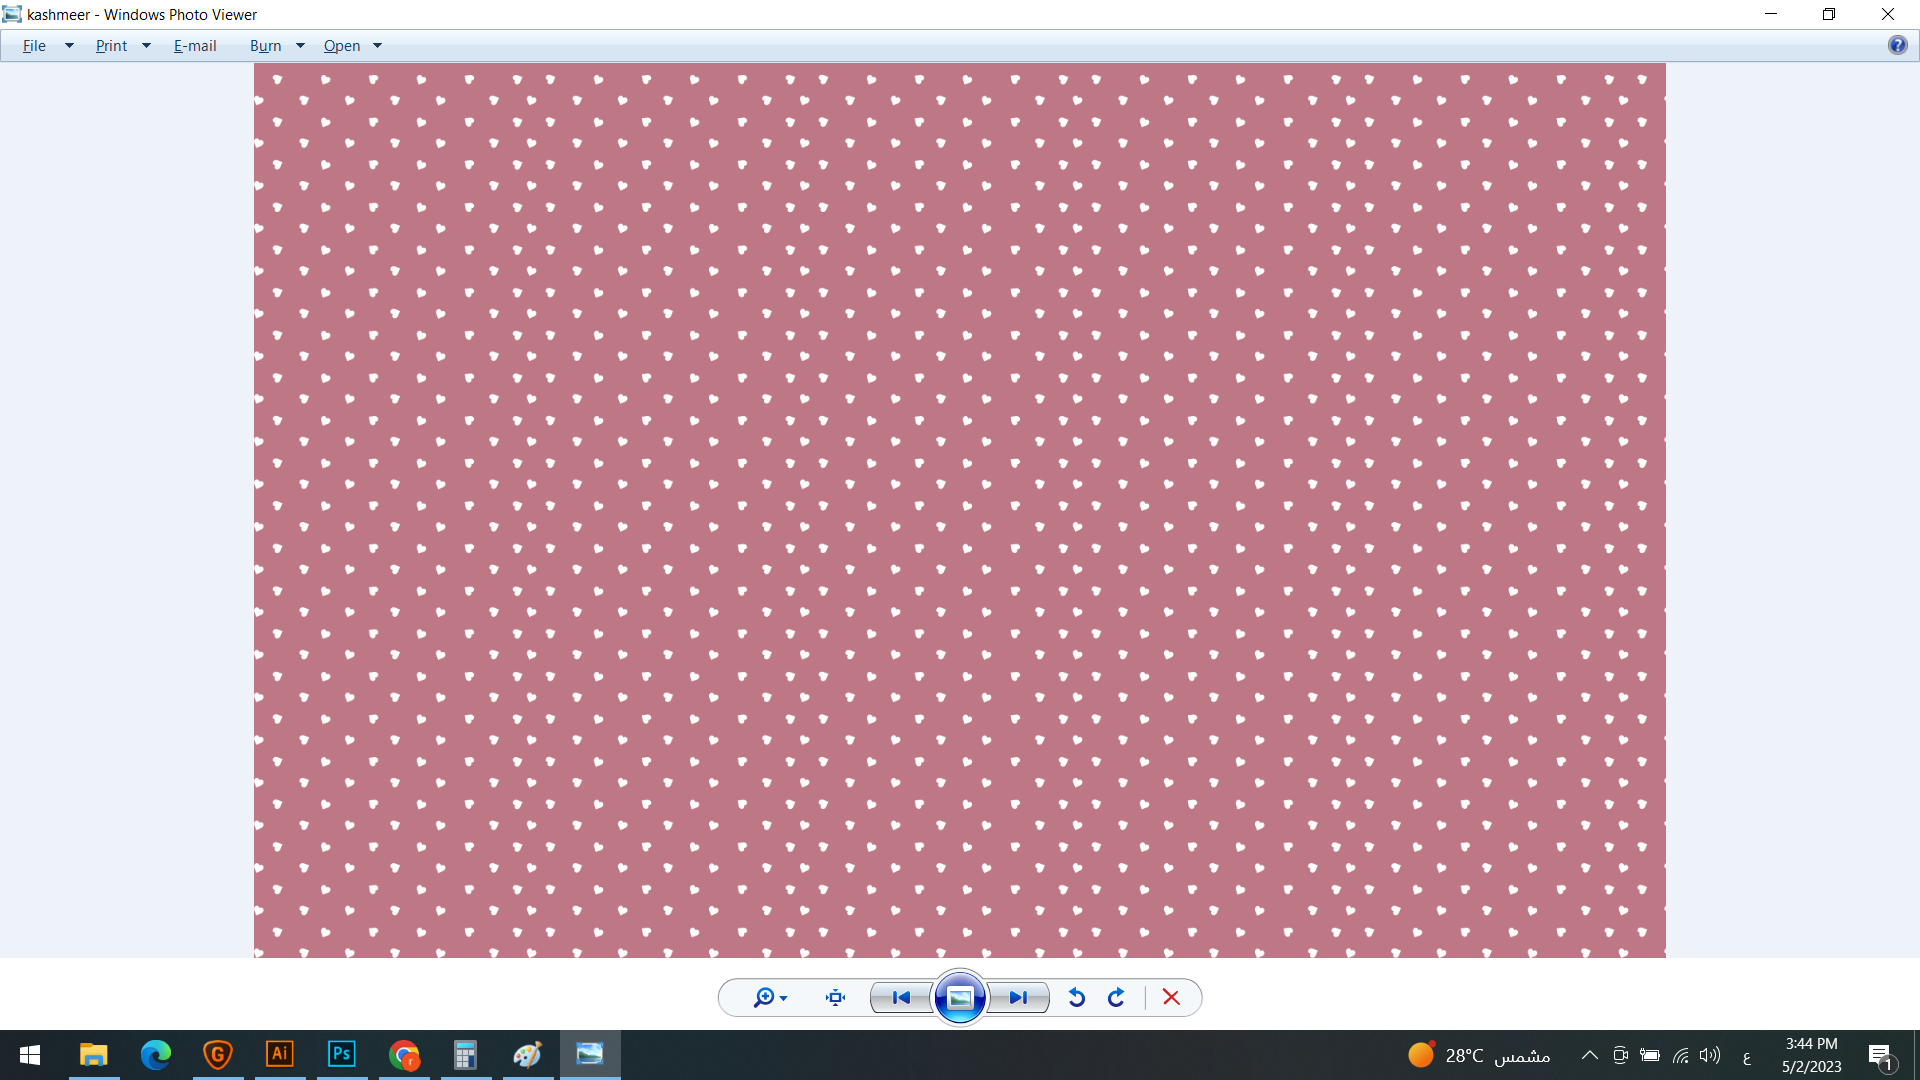 kashmeer - Windows Photo Viewer
File Print E-mail Burn Open
?
Ai Ps r
28°C مشمس ع 3:44 PM
5/2/2023 1